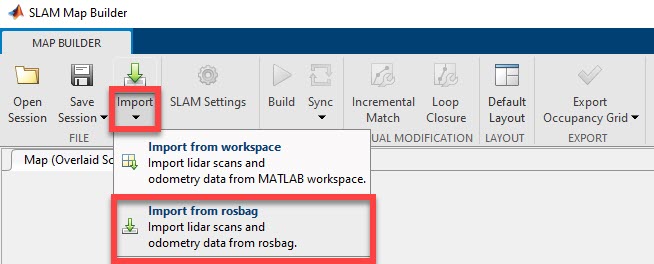 SLAM Map Builder
MAP BUILDER
Open Session
Save Session
Import
SLAM Settings
Build
Sync
Incremental Match
Loop Closure
Default Layout
Export Occupancy Grid
FILE
UAL MODIFICATION
LAYOUT
EXPORT
Map (Overlaid Sc
Import from workspace
Import lidar scans and
odometry data from MATLAB workspace.
Import from rosbag
Import lidar scans and
odometry data from rosbag.